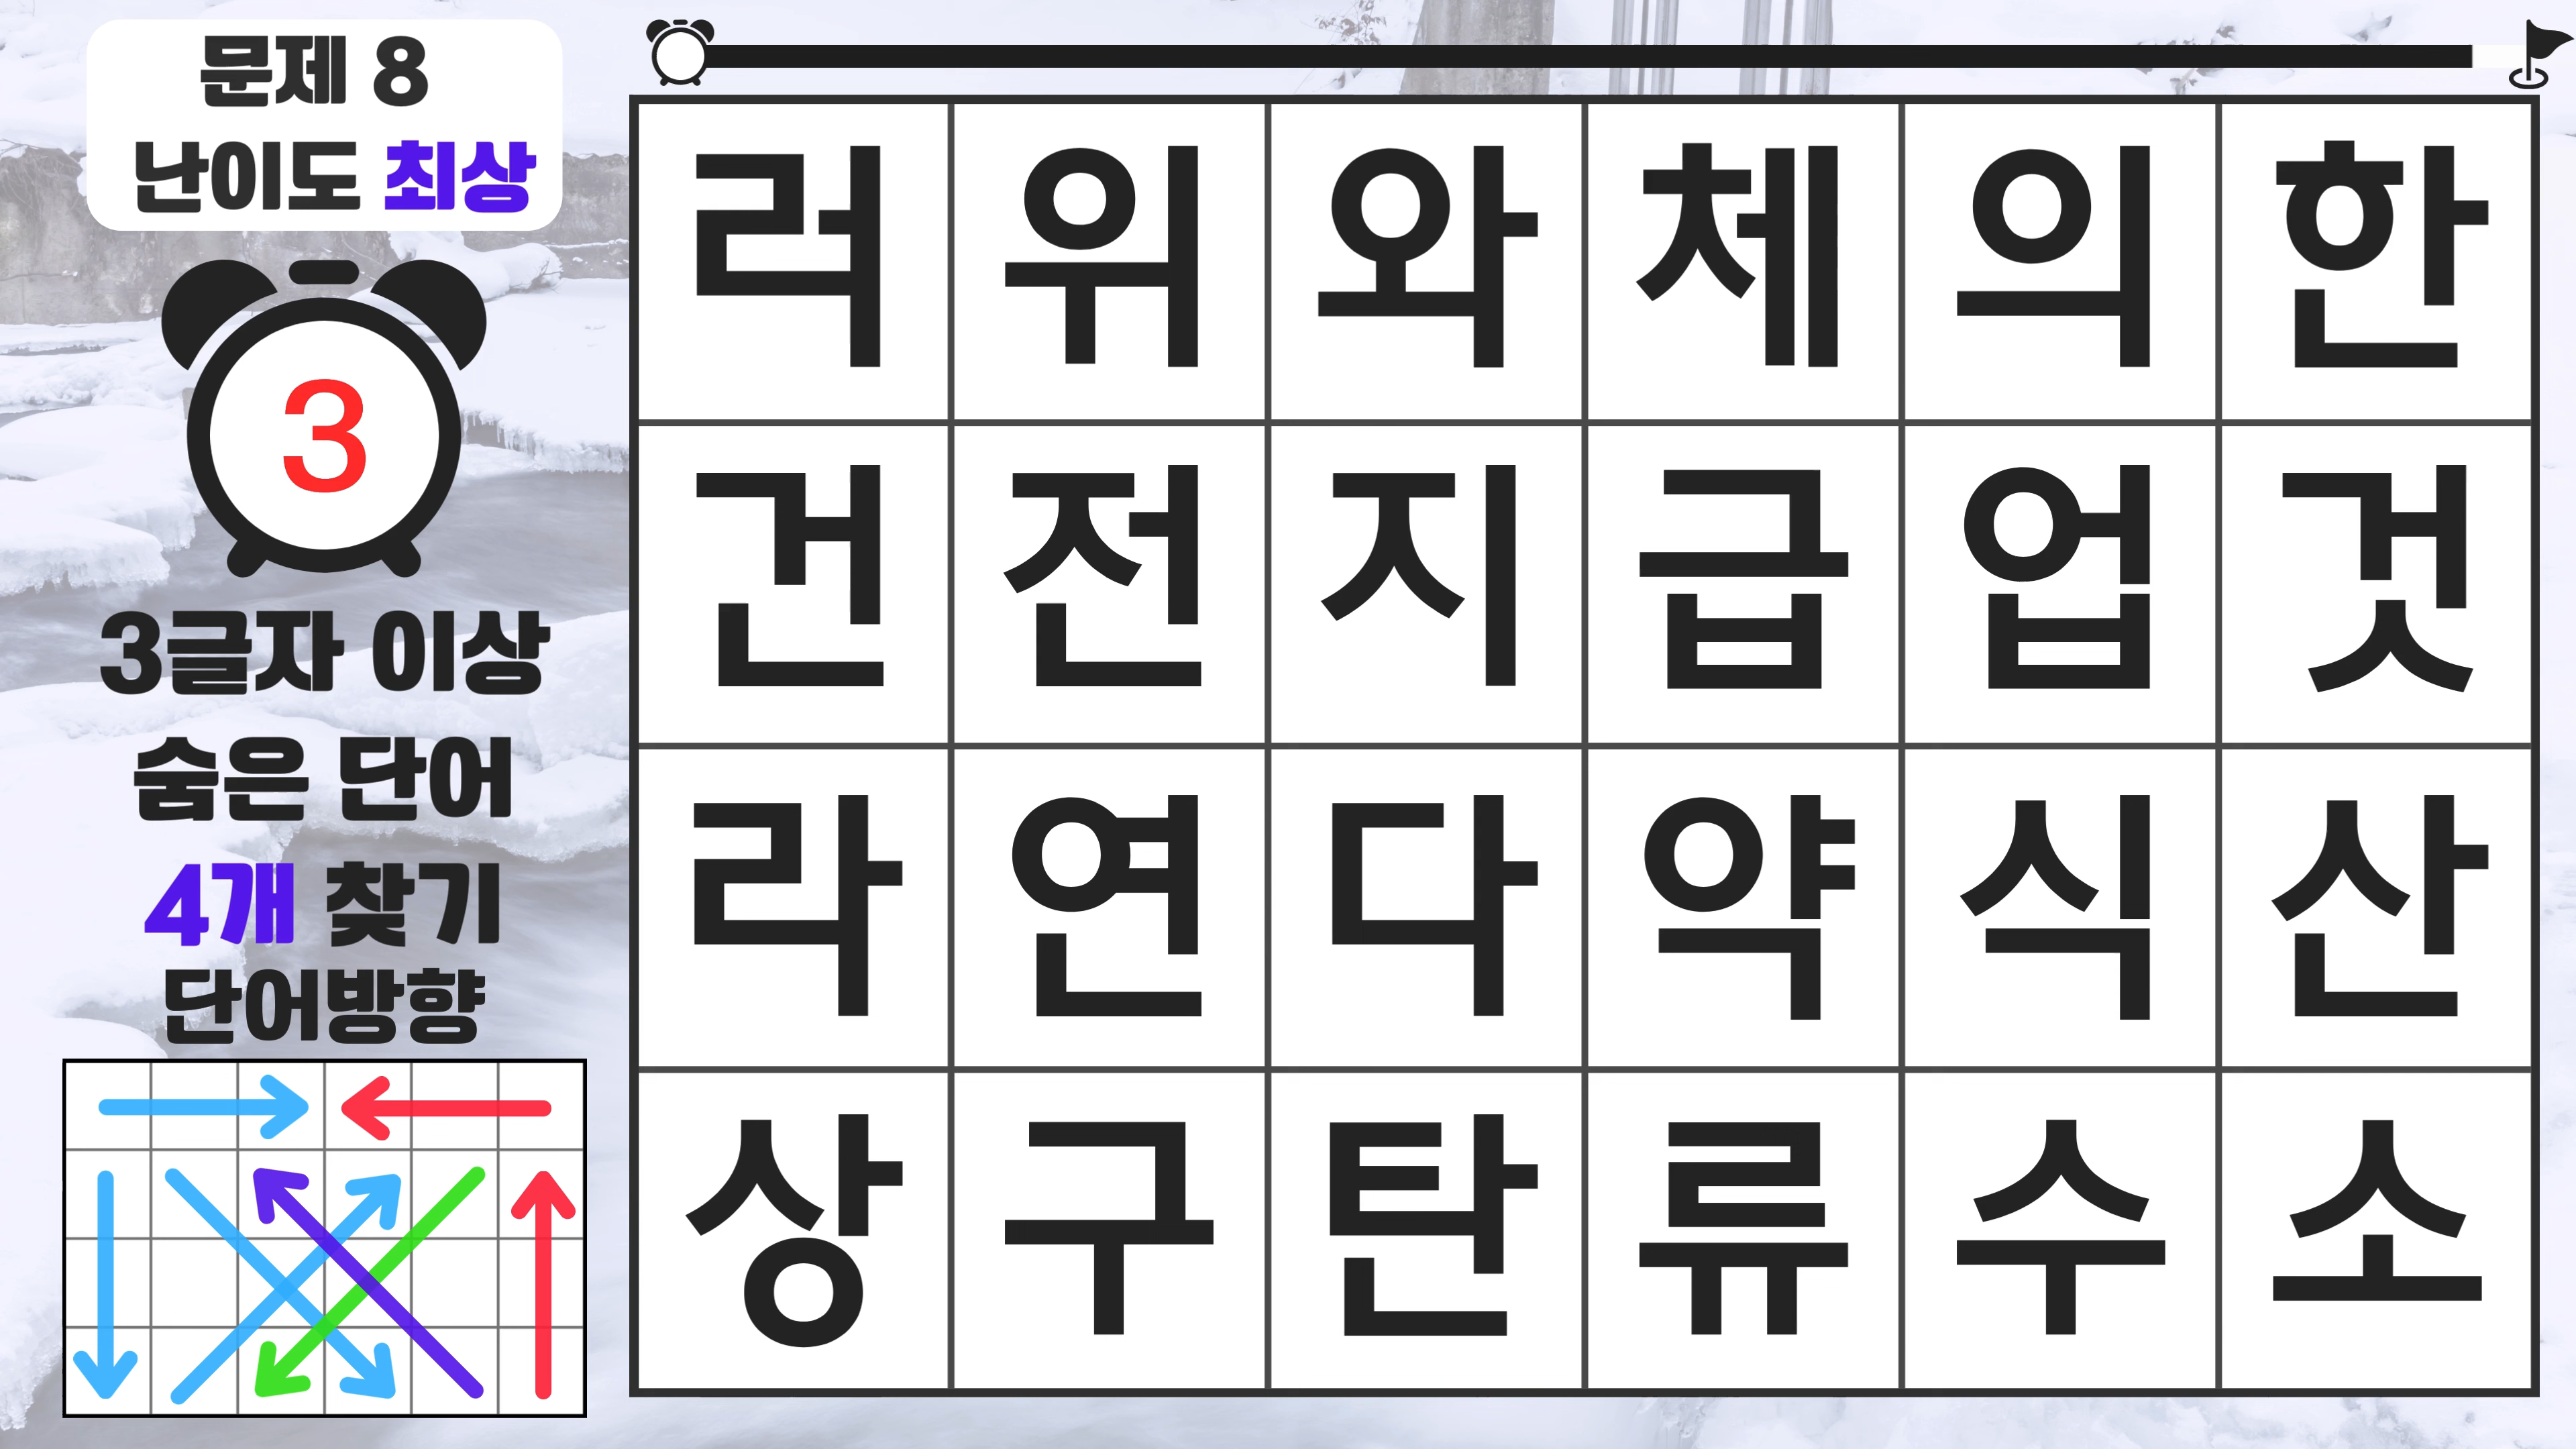 문제 8
난이도 최상
3
3글자 이상
숨은 단어
4개 찾기
단어방향
러 위 와 체 의 한
건 전 지 급 업 것
라 연 다 약 식 산
상 구 탄 류 수 소